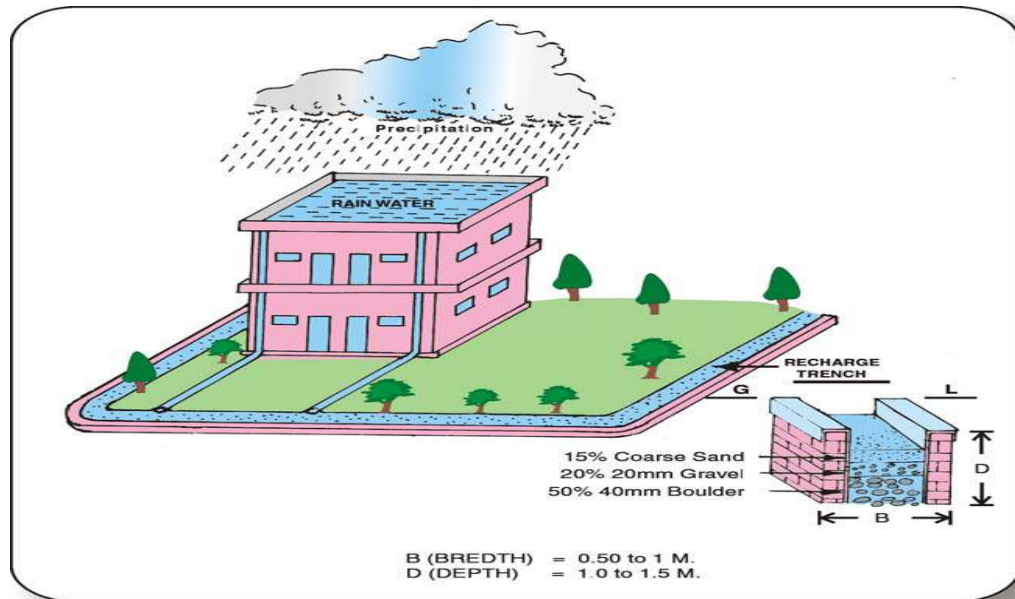 Precipitation
RAIN WATER
RECHARGE
TRENCH
G L
15% Coarse Sand
20% 20mm Gravel
50% 40mm Boulder
D
B
B (BREDTH) = 0.50 to 1 M.
D (DEPTH) = 1.0 to 1.5 M.